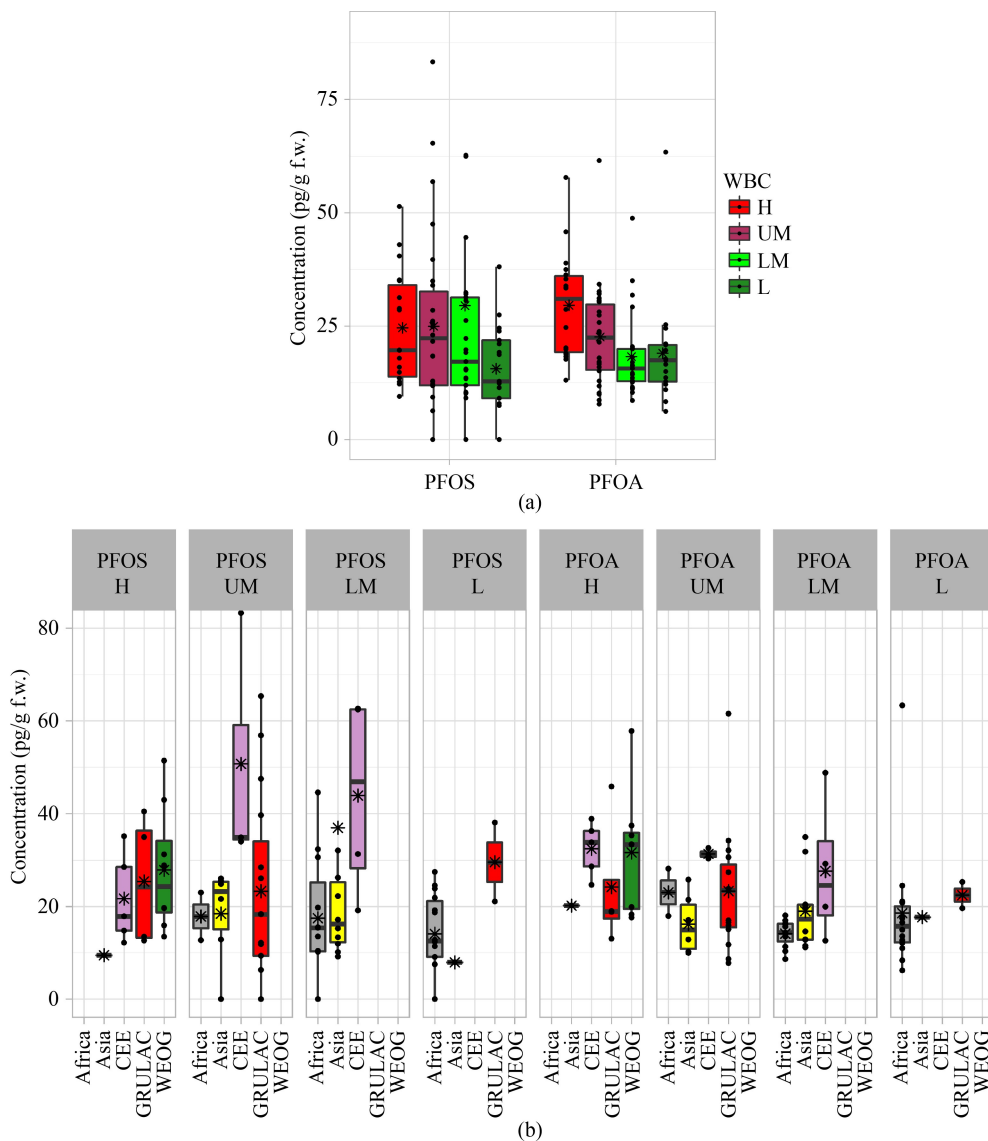 75
50
25
0
Concentration (pg/g f.w.)
PFOS
PFOA
WBC
H
UM
LM
L
(a)
PFOS
H
PFOS
UM
PFOS
LM
PFOS
L
PFOA
H
PFOA
UM
PFOA
LM
PFOA
L
80
60
40
20
0
Concentration (pg/g f.w.)
Africa
Asia
CEE
GRULAC
WEOG
Africa
Asia
CEE
GRULAC
WEOG
Africa
Asia
CEE
GRULAC
WEOG
Africa
Asia
CEE
GRULAC
WEOG
Africa
Asia
CEE
GRULAC
WEOG
Africa
Asia
CEE
GRULAC
WEOG
Africa
Asia
CEE
GRULAC
WEOG
Africa
Asia
CEE
GRULAC
WEOG
(b)